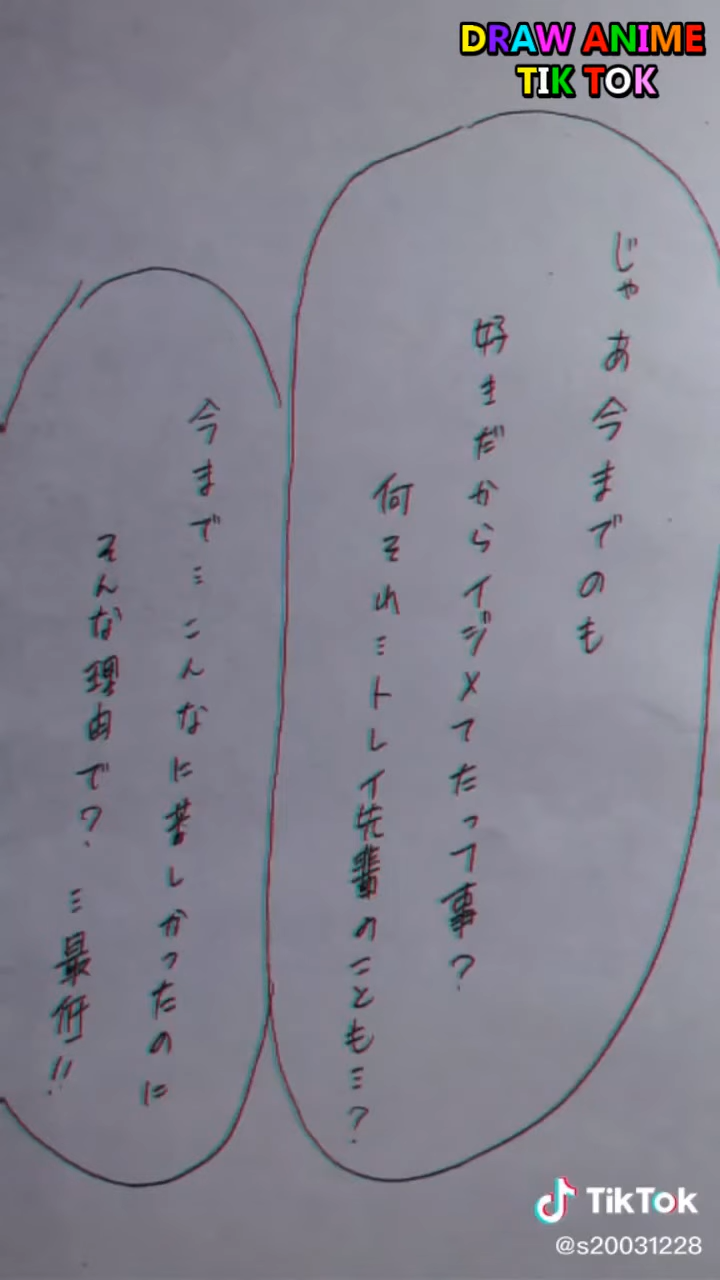 DRAW ANIME
TIK TOK
じゃあ今までのも
好きだからイジメてたって事?
何それ…トレイ先輩のことも…?
今まで…こんなに苦しかったのに
そんな理由で?…最低!!
TikTok
@s20031228